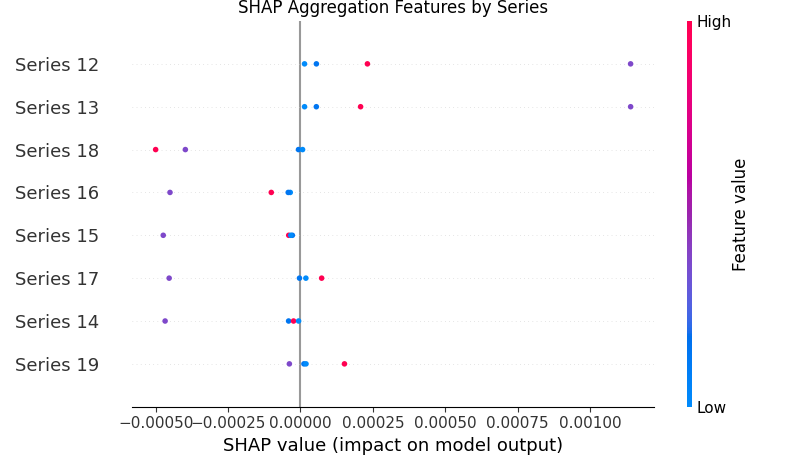 SHAP Aggregation Features by Series
High
Series 12
Series 13
Series 18
Series 16
Series 15
Series 17
Series 14
Series 19
Feature value
Low
−0.00050 −0.00025 0.00000 0.00025 0.00050 0.00075 0.00100
SHAP value (impact on model output)